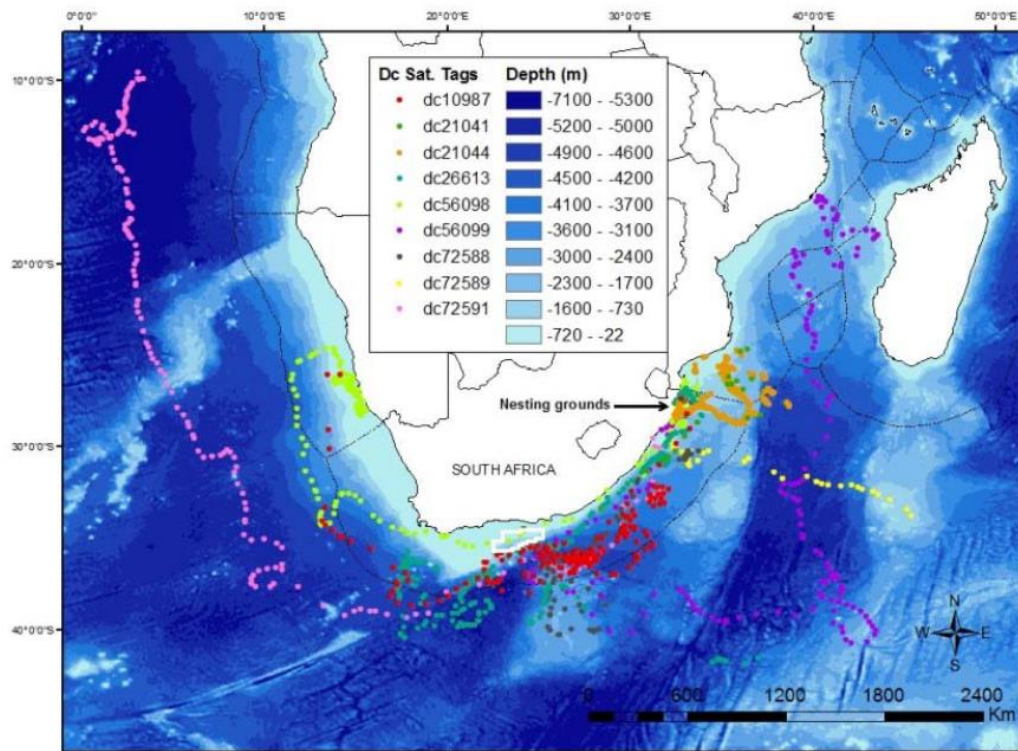 0°0'0" 10°0'0"E 20°0'0"E 30°0'0"E 40°0'0"E 50°0'0"E
10°0'0"S
20°0'0"S
30°0'0"S
40°0'0"S
Dc Sat. Tags Depth (m)
dc10987 -7100 - -5300
dc21041 -5200 - -5000
dc21044 -4900 - -4600
dc26613 -4500 - -4200
dc56098 -4100 - -3700
dc56099 -3600 - -3100
dc72588 -3000 - -2400
dc72589 -2300 - -1700
dc72591 -1600 - -730
-720 - -22
Nesting grounds
SOUTH AFRICA
N
W E
S
0 600 1200 1800 2400
Km